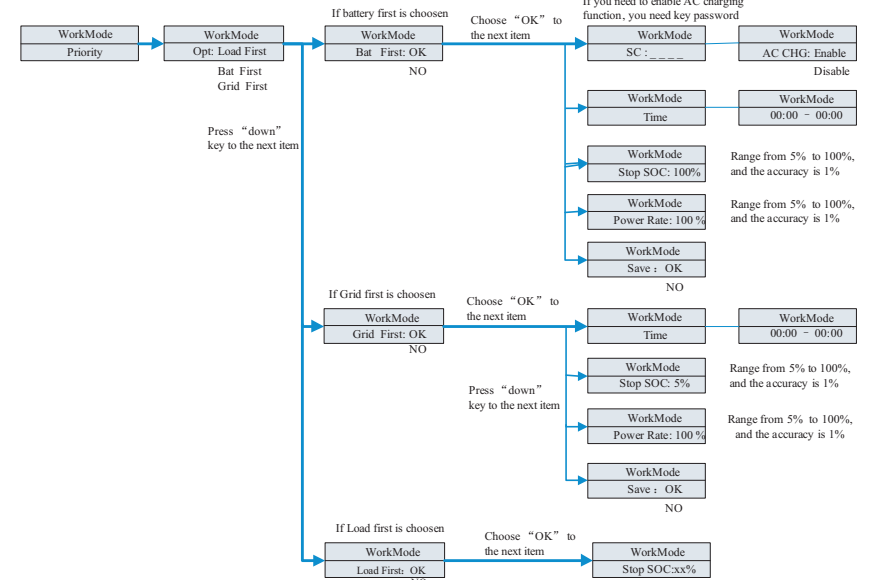 If you need to enable AC charging
function, you need key password
If battery first is choosen
Choose “OK” to
the next item
WorkMode
Priority
WorkMode
Opt: Load First
Bat First
Grid First
WorkMode
Bat First: OK
NO
WorkMode
SC : _ _ _ _
WorkMode
AC CHG: Enable
Disable
Press “down”
key to the next item
WorkMode
Time
WorkMode
00:00 - 00:00
WorkMode
Stop SOC: 100%
Range from 5% to 100%,
and the accuracy is 1%
WorkMode
Power Rate: 100 %
Range from 5% to 100%,
and the accuracy is 1%
WorkMode
Save : OK
NO
If Grid first is choosen
Choose “OK” to
the next item
WorkMode
Grid First: OK
NO
WorkMode
Time
WorkMode
00:00 - 00:00
Press “down”
key to the next item
WorkMode
Stop SOC: 5%
Range from 5% to 100%,
and the accuracy is 1%
WorkMode
Power Rate: 100 %
Range from 5% to 100%,
and the accuracy is 1%
WorkMode
Save : OK
NO
If Load first is choosen
Choose “OK” to
the next item
WorkMode
Load First: OK
NO
WorkMode
Stop SOC:xx%